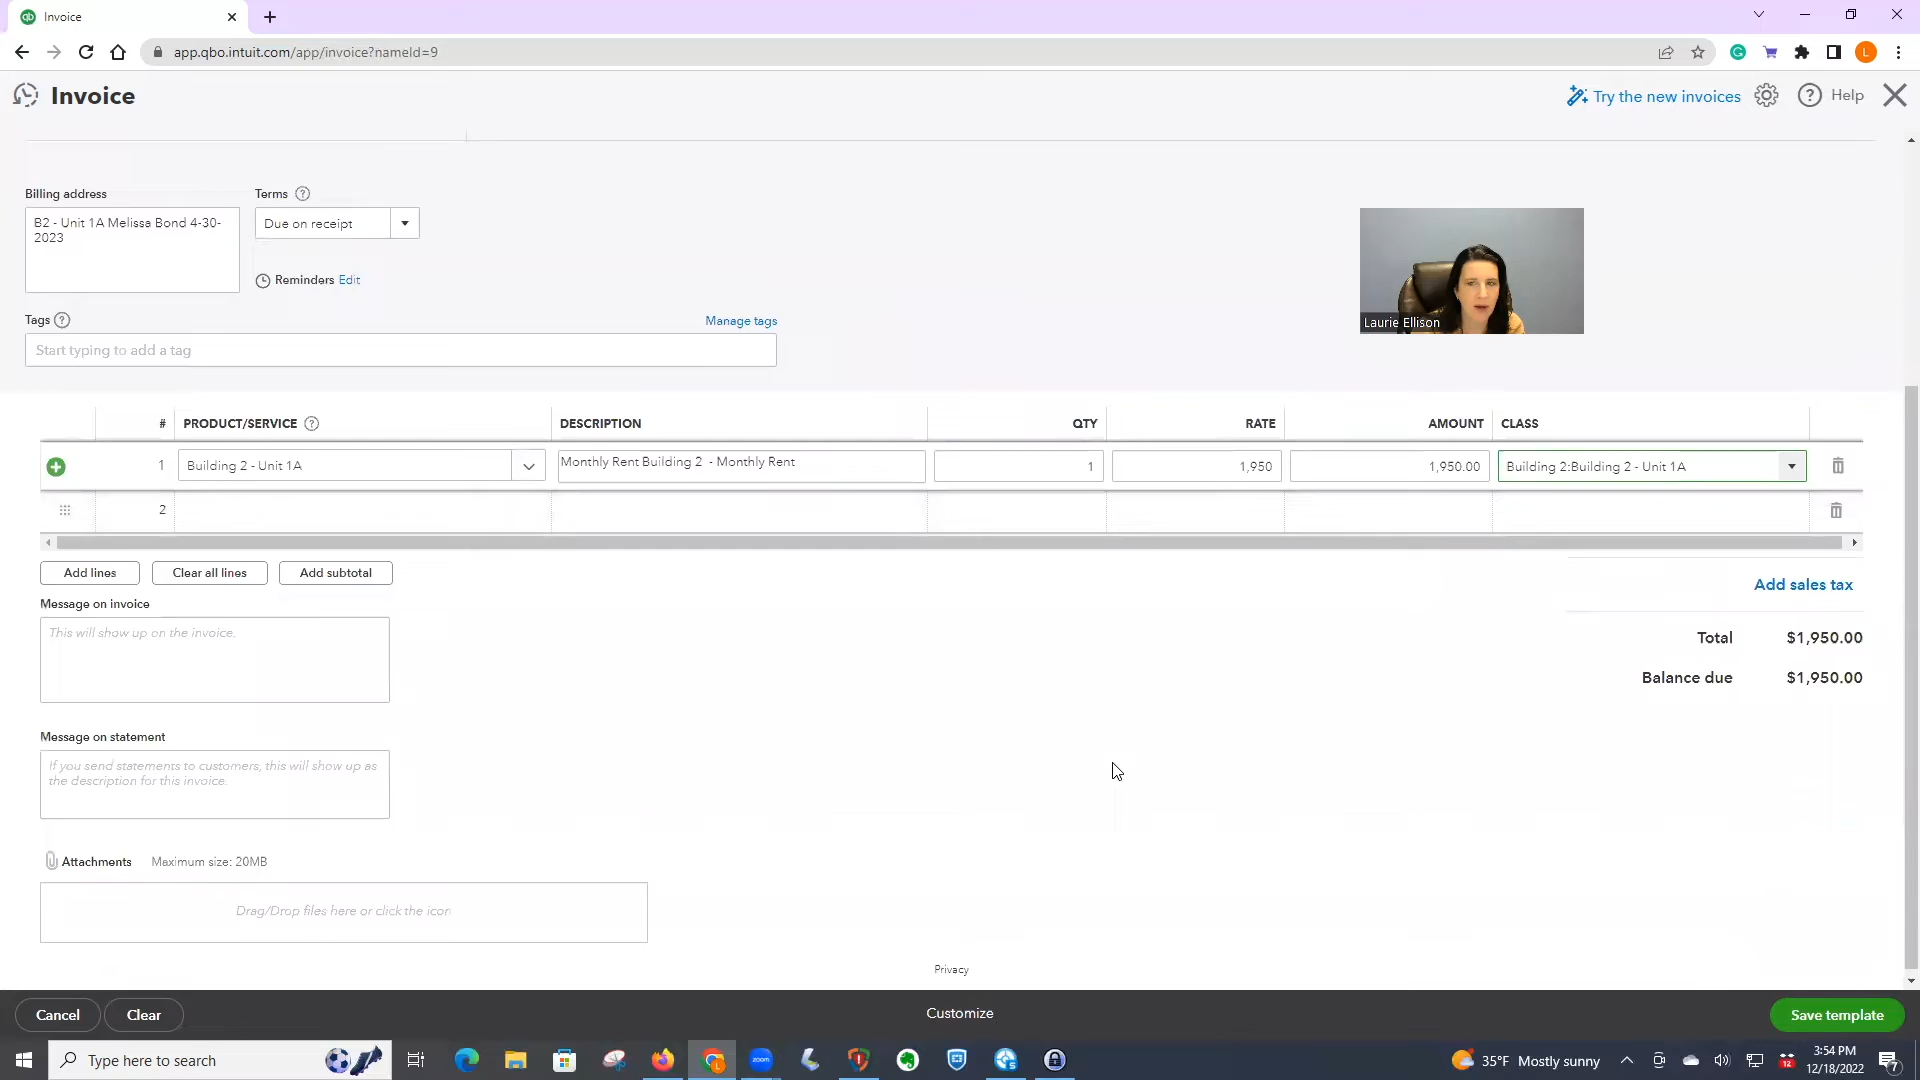 Invoice
app.qbo.intuit.com/app/invoice?nameId=9
L
Invoice
Try the new invoices
Help
Billing address
Terms
B2 - Unit 1A Melissa Bond 4-30-
2023
Due on receipt
Reminders Edit
Laurie Ellison
Tags
Manage tags
Start typing to add a tag
# PRODUCT/SERVICE DESCRIPTION QTY RATE AMOUNT CLASS
1 Building 2 - Unit 1A Monthly Rent Building 2 - Monthly Rent 1 1,950 1,950.00 Building 2:Building 2 - Unit 1A
2
Add lines Clear all lines Add subtotal
Add sales tax
Message on invoice
This will show up on the invoice.
Total $1,950.00
Balance due $1,950.00
Message on statement
If you send statements to customers, this will show up as
the description for this invoice.
Attachments Maximum size: 20MB
Drag/Drop files here or click the icon
Privacy
Cancel Clear Customize Save template
Type here to search
zoom
35°F Mostly sunny
3:54 PM
12/18/2022
7